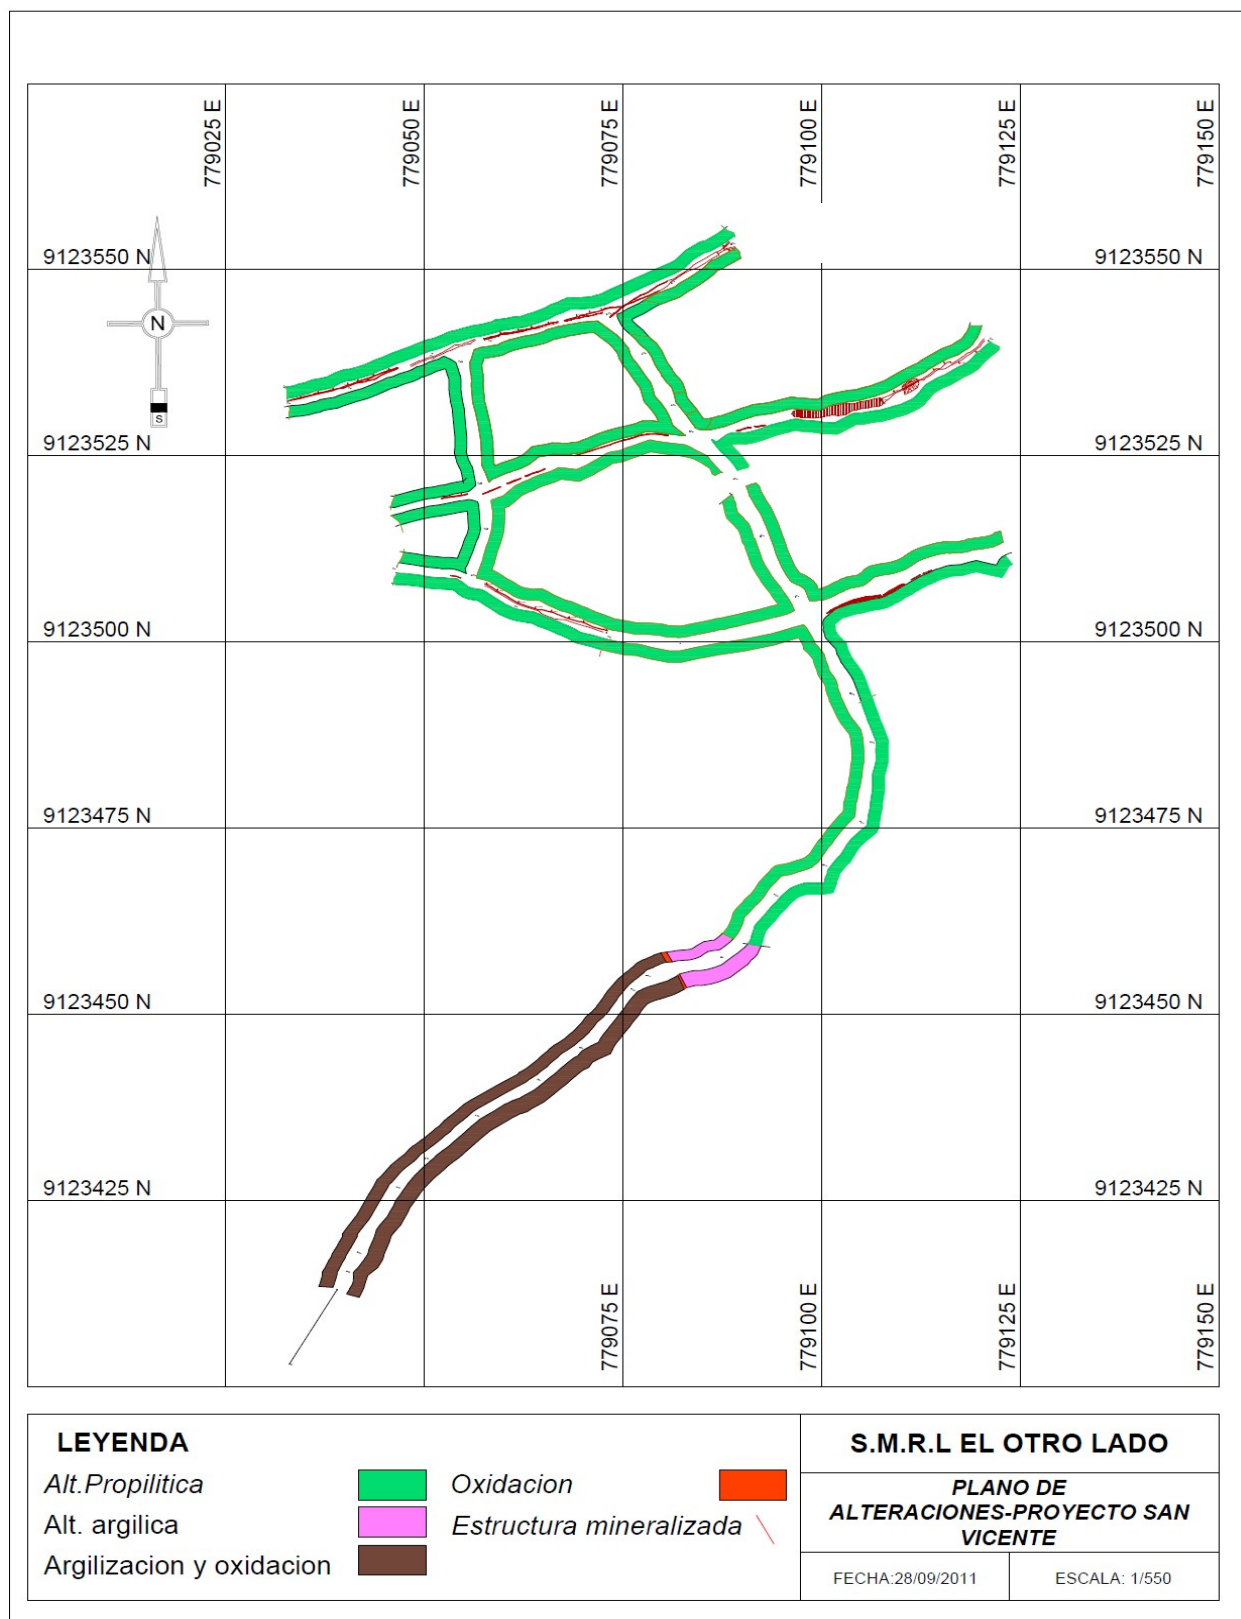 779025 E
779050 E
779075 E
779100 E
779125 E
779150 E
9123550 N
9123550 N
N
S
9123525 N
9123525 N
9123500 N
9123500 N
9123475 N
9123475 N
9123450 N
9123450 N
9123425 N
9123425 N
779075 E
779100 E
779125 E
779150 E
LEYENDA
Alt.Propilitica
Oxidacion
Alt. argilica
Estructura mineralizada
Argilizacion y oxidacion
S.M.R.L EL OTRO LADO
PLANO DE
ALTERACIONES-PROYECTO SAN
VICENTE
FECHA:28/09/2011
ESCALA: 1/550